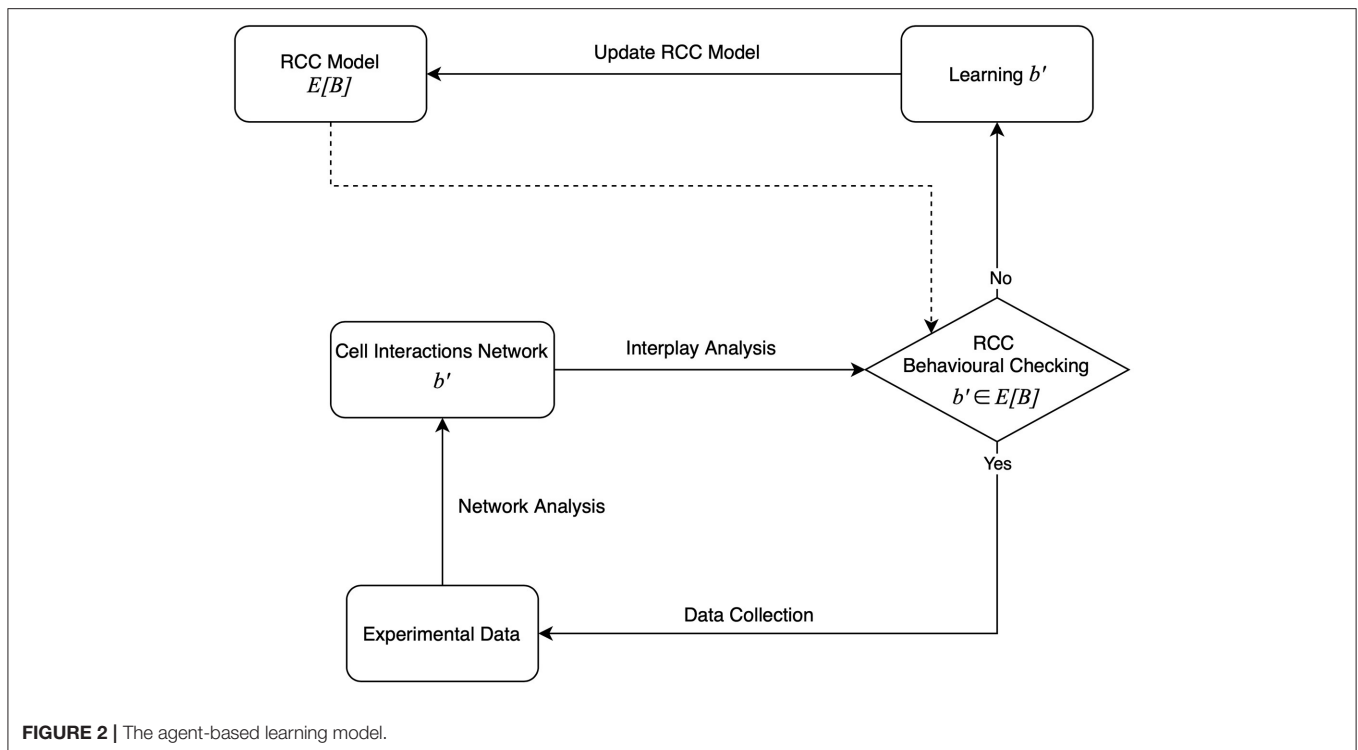 RCC Model
E[B]
Update RCC Model
Learning b′
No
Cell Interactions Network
b′
Interplay Analysis
RCC
Behavioural Checking
b′ ∈ E[B]
Yes
Network Analysis
Experimental Data
Data Collection
FIGURE 2 | The agent-based learning model.